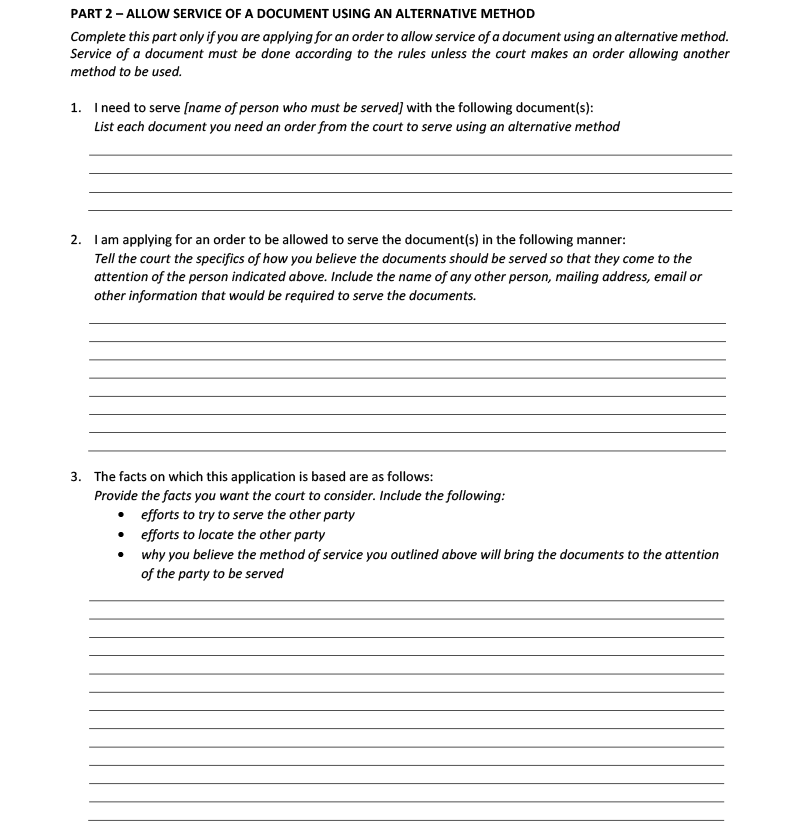 PART 2 – ALLOW SERVICE OF A DOCUMENT USING AN ALTERNATIVE METHOD
Complete this part only if you are applying for an order to allow service of a document using an alternative method.
Service of a document must be done according to the rules unless the court makes an order allowing another
method to be used.
1. I need to serve [name of person who must be served] with the following document(s):
List each document you need an order from the court to serve using an alternative method
2. I am applying for an order to be allowed to serve the document(s) in the following manner:
Tell the court the specifics of how you believe the documents should be served so that they come to the
attention of the person indicated above. Include the name of any other person, mailing address, email or
other information that would be required to serve the documents.
3. The facts on which this application is based are as follows:
Provide the facts you want the court to consider. Include the following:
• efforts to try to serve the other party
• efforts to locate the other party
• why you believe the method of service you outlined above will bring the documents to the attention
of the party to be served